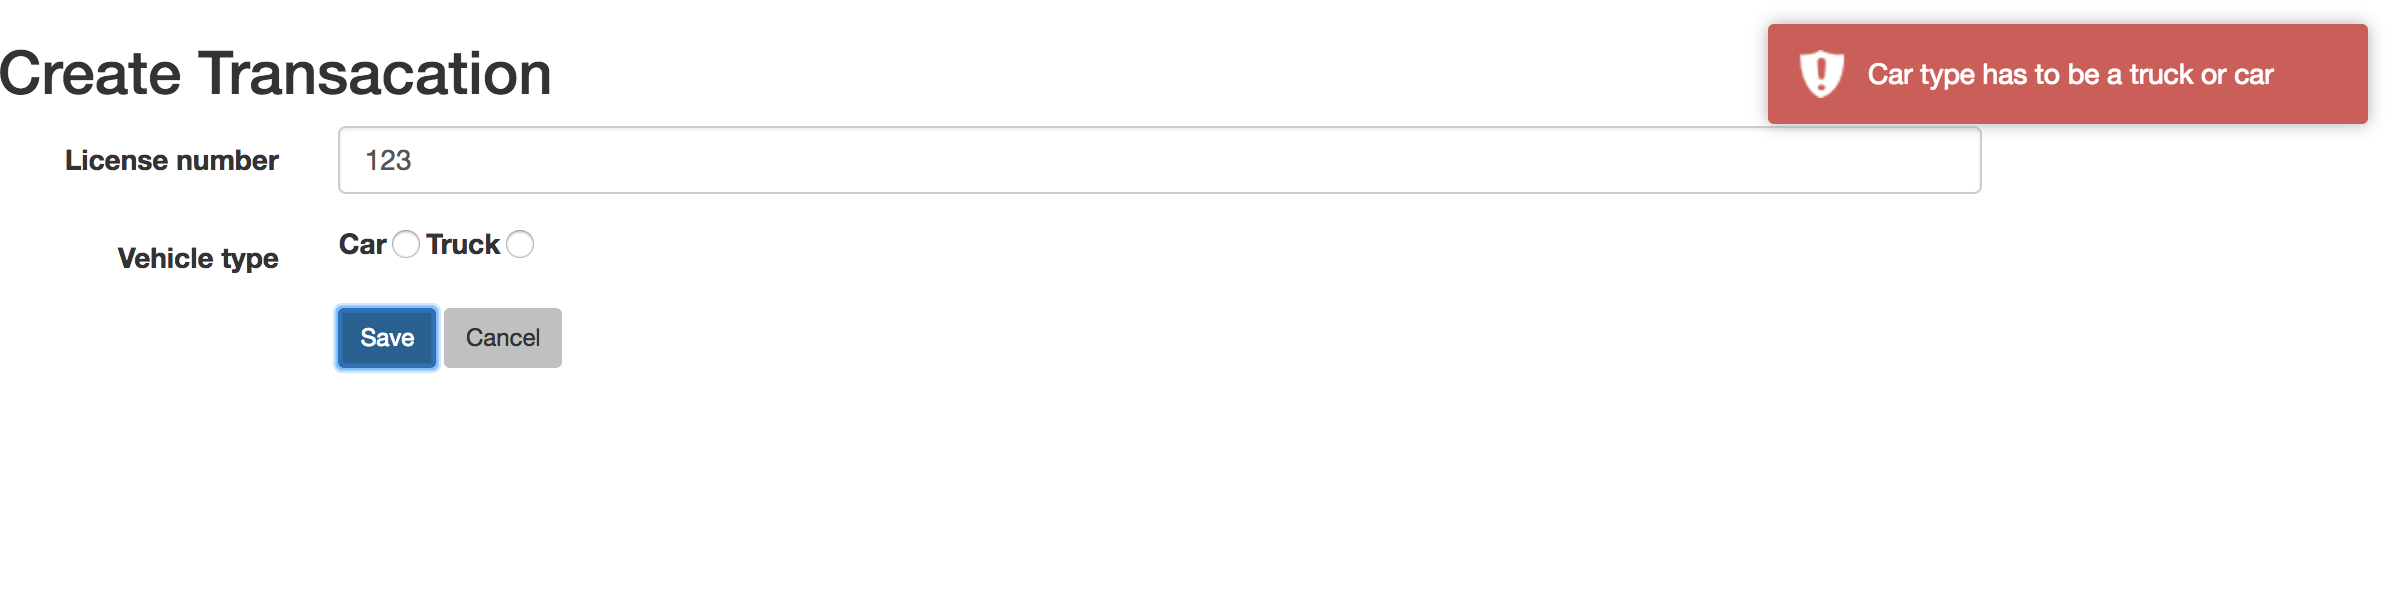 Create Transacation
Car type has to be a truck or car
License number
123
Vehicle type
Car Truck
Save Cancel